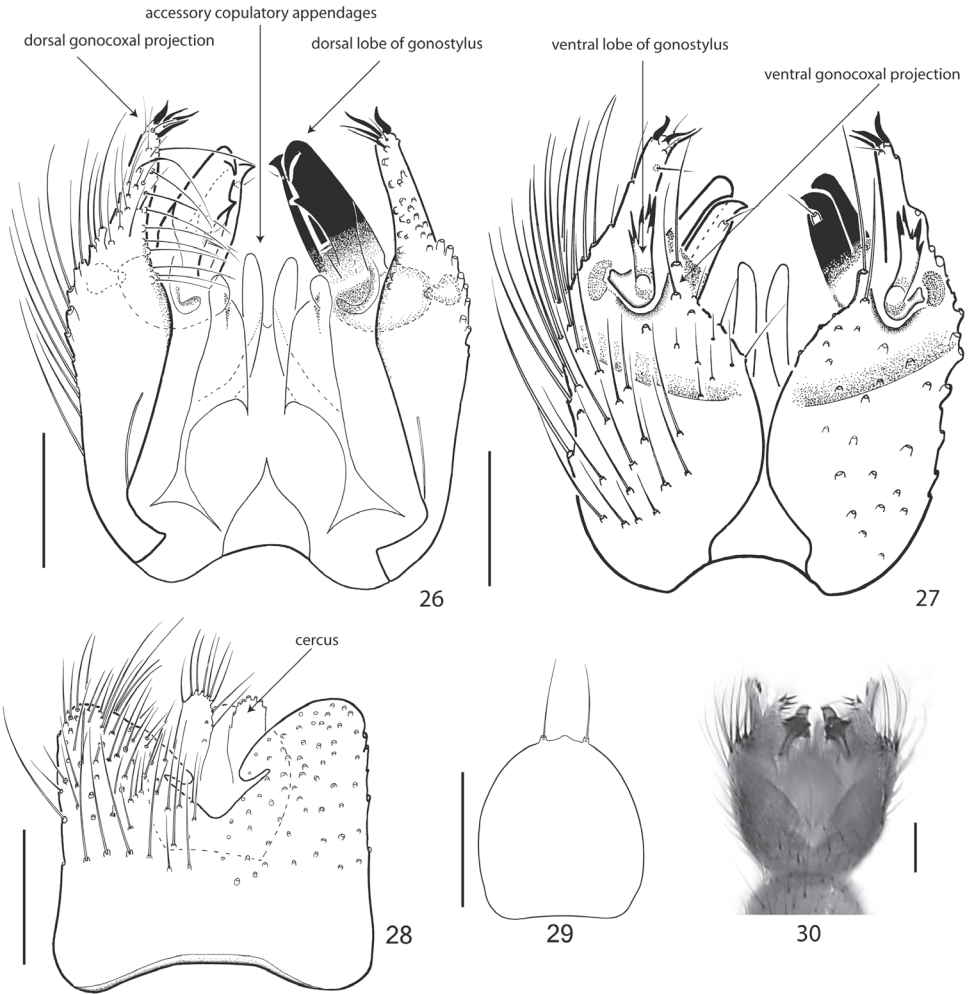 accessory copulatory appendages
dorsal gonocoxal projection
dorsal lobe of gonostylus
ventral lobe of gonostylus
ventral gonocoxal projection
26
27
cercus
28
29
30